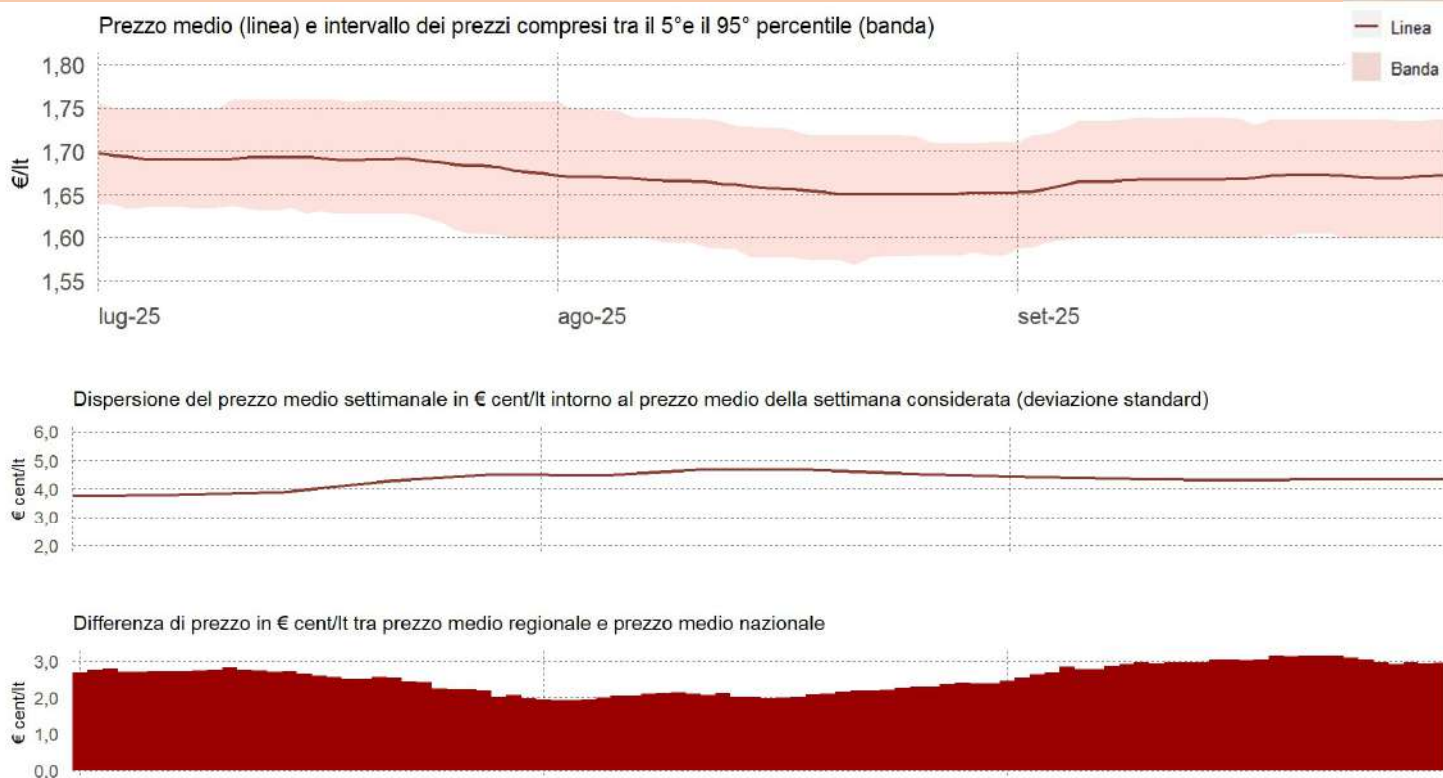 Prezzo medio (linea) e intervallo dei prezzi compresi tra il 5°e il 95° percentile (banda)
Linea
Banda
€/lt
1,80
1,75
1,70
1,65
1,60
1,55
lug-25 ago-25 set-25
Dispersione del prezzo medio settimanale in € cent/lt intorno al prezzo medio della settimana considerata (deviazione standard)
€ cent/lt
6,0
5,0
4,0
3,0
2,0
Differenza di prezzo in € cent/lt tra prezzo medio regionale e prezzo medio nazionale
€ cent/lt
3,0
2,0
1,0
0,0